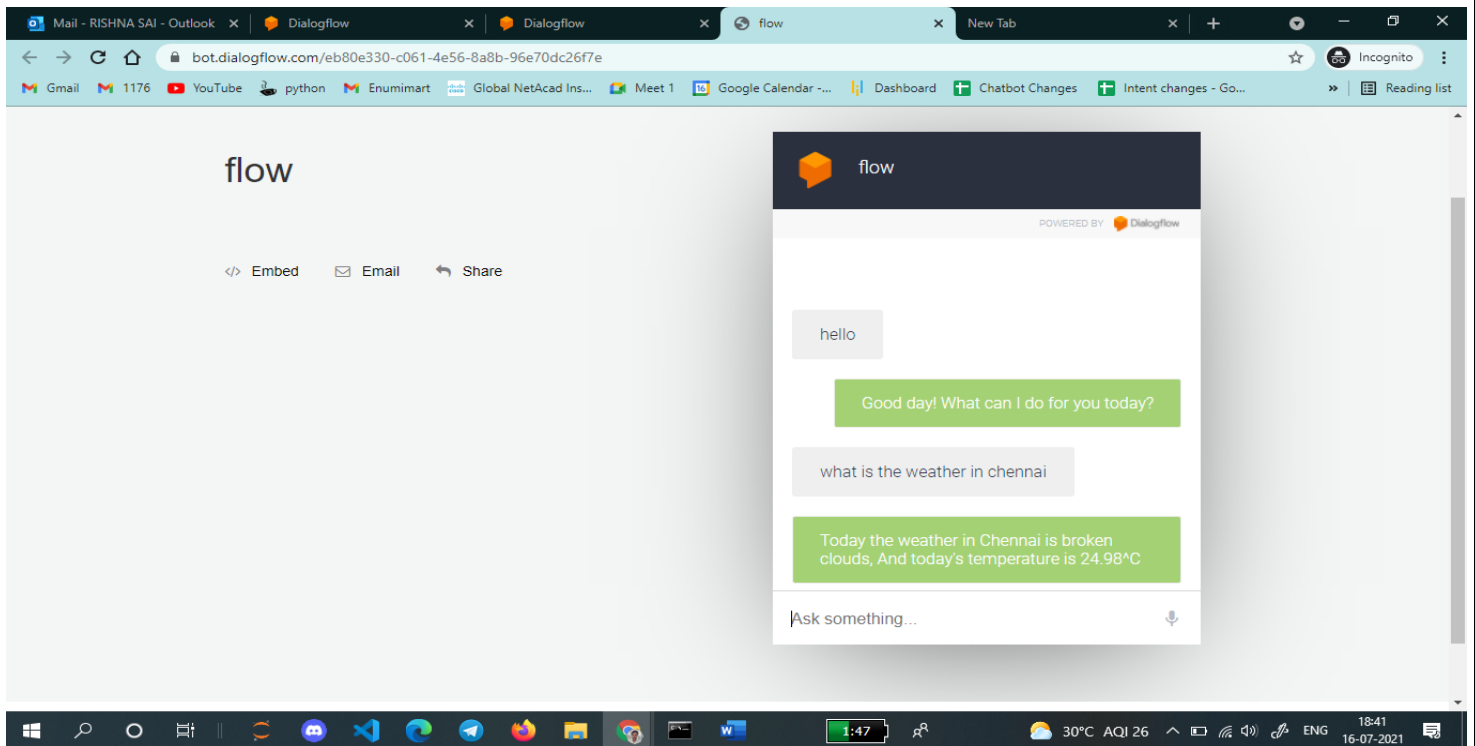 Mail - RISHNA SAI - Outlook
Dialogflow
Dialogflow
flow
New Tab
bot.dialogflow.com/eb80e330-c061-4e56-8a8b-96e70dc26f7e
Incognito
Gmail
1176
YouTube
python
Enumimart
Global NetAcad Ins...
Meet 1
16
Google Calendar -...
Dashboard
Chatbot Changes
Intent changes - Go...
Reading list
flow
</> Embed
Email
Share
flow
POWERED BY Dialogflow
hello
Good day! What can I do for you today?
what is the weather in chennai
Today the weather in Chennai is broken
clouds, And today's temperature is 24.98^C
Ask something...
1:47
30°C AQI 26
ENG
18:41
16-07-2021